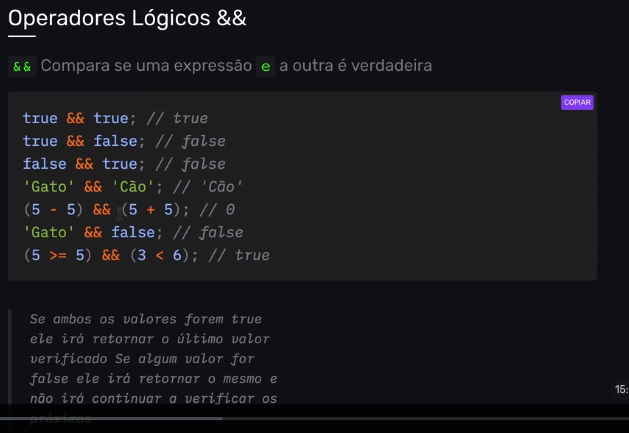 Operadores Lógicos &&
&& Compara se uma expressão e a outra é verdadeira
COPIAR
true && true; // true
true && false; // false
false && true; // false
'Gato' && 'Cão'; // 'Cão'
(5 - 5) && (5 + 5); // 0
'Gato' && false; // false
(5 >= 5) && (3 < 6); // true
Se ambos os valores forem true
ele irá retornar o último valor
verificado Se algum valor for
false ele irá retornar o mesmo e
não irá continuar a verificar os
próximos
15: